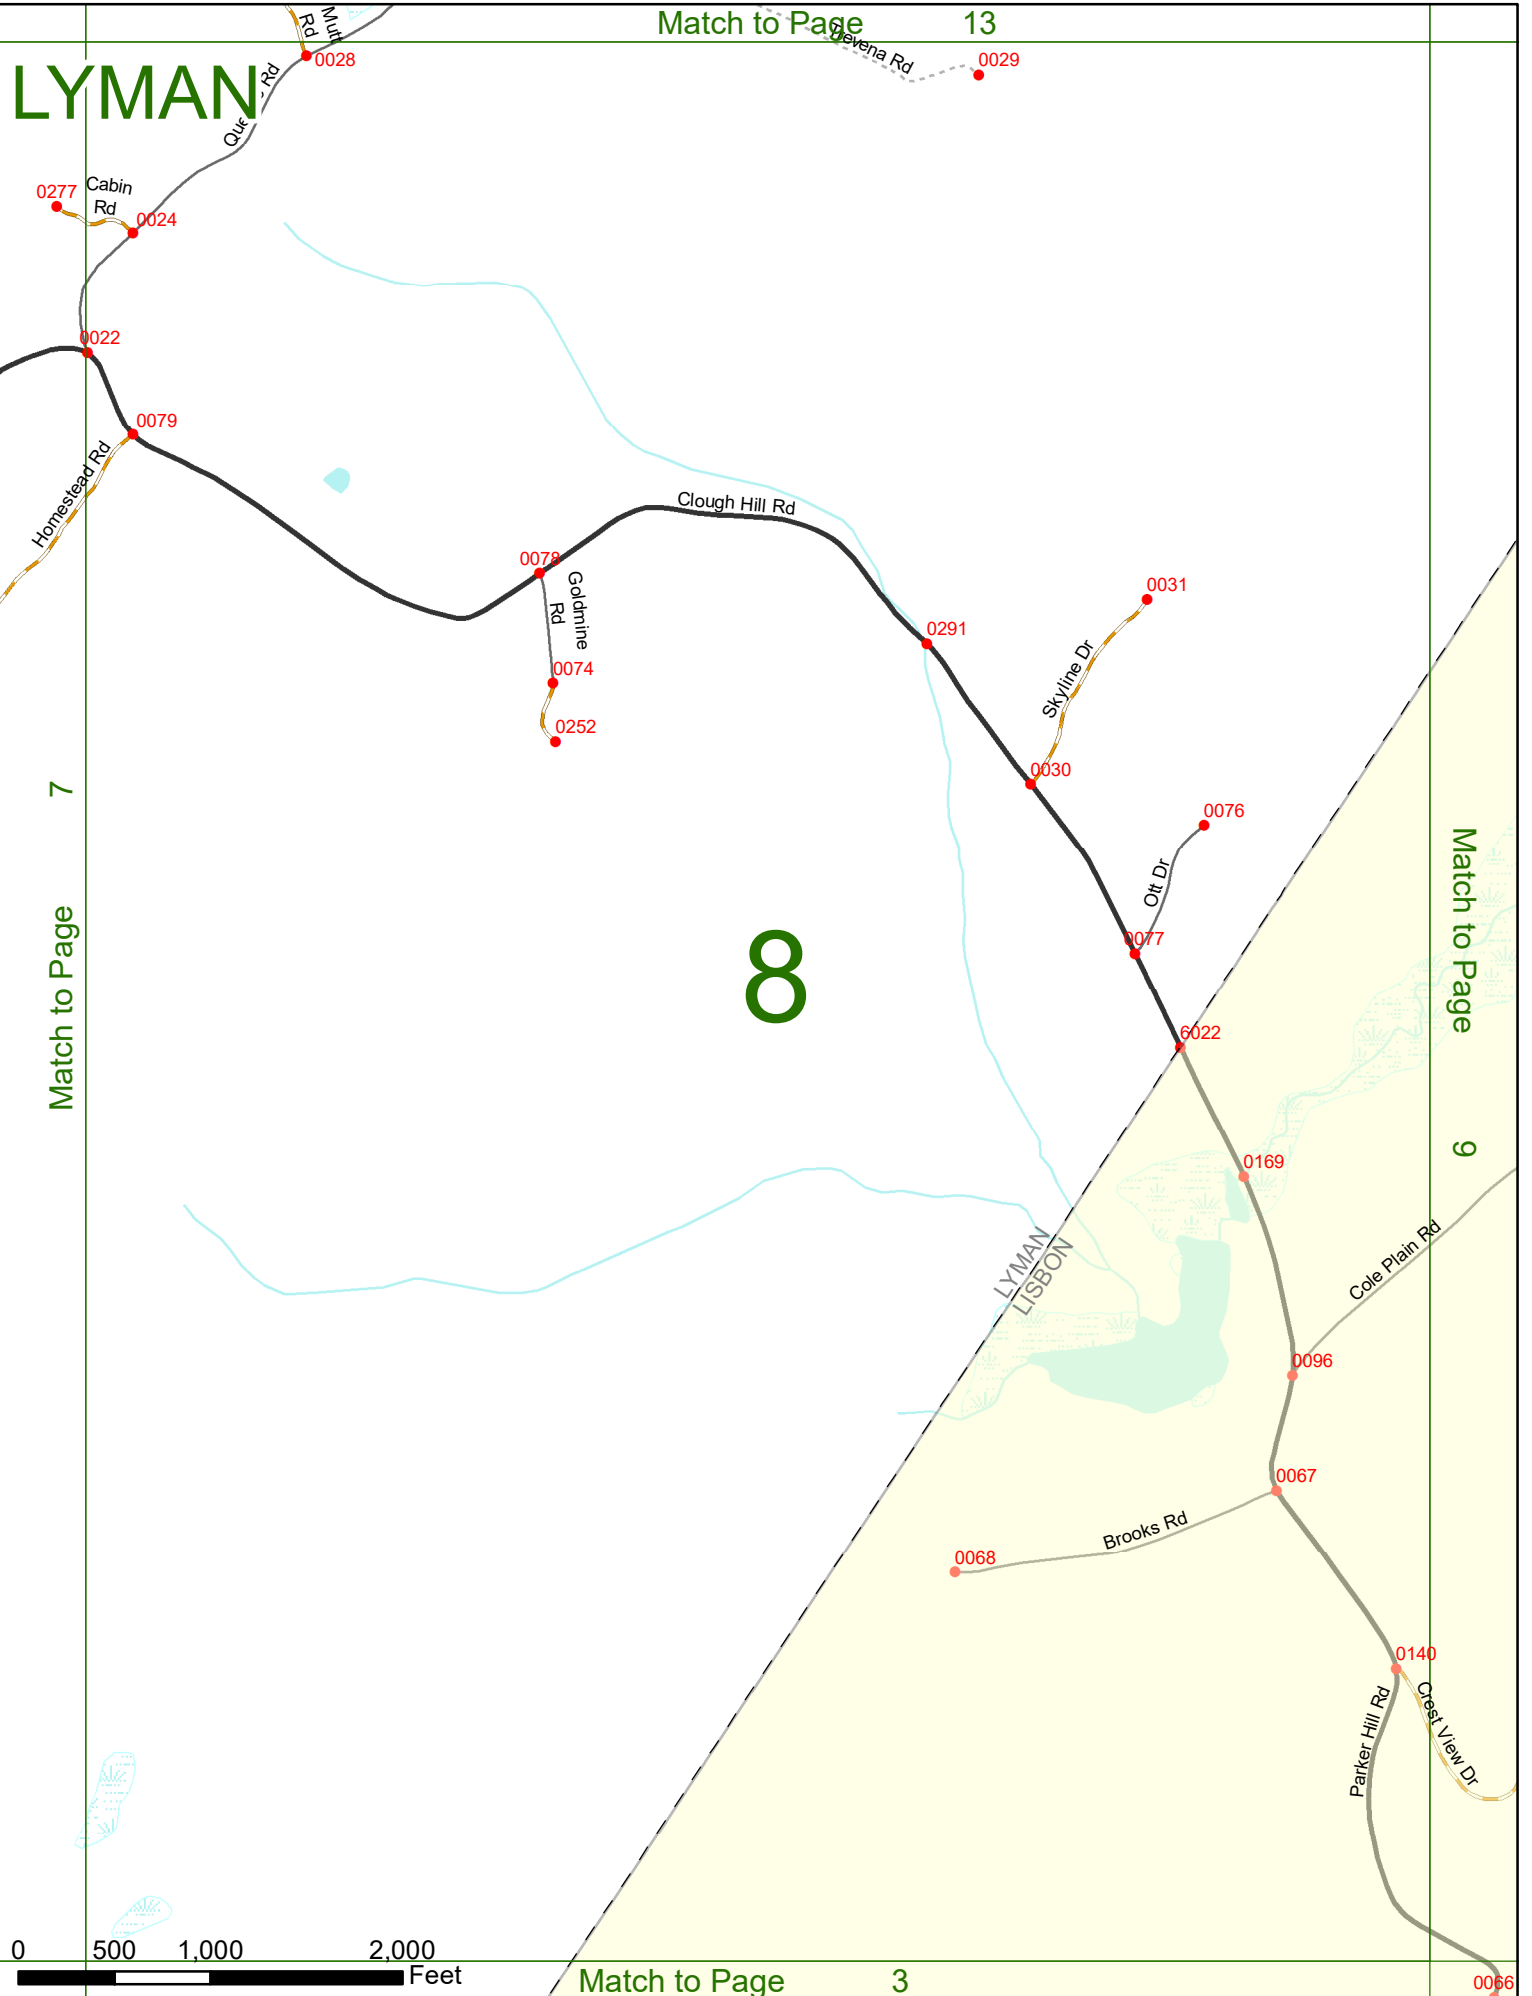 Match to Page 13
Mutt
Rd
0028
Trevena Rd
0029
LYMAN
Rd
0277
Cabin
Rd
0024
0022
0079
Homestead Rd
Clough Hill Rd
0078
Goldmine
Rd
0031
0291
Skyline Dr
0074
0252
0030
0076
Ott Dr
0077
Match to Page 7
8
Match to Page 9
6022
0169
LYMAN
LISBON
Cole Plain Rd
0096
0067
Brooks Rd
0068
0140
Parker Hill Rd
Crest View Dr
0 500 1,000 2,000
Feet
Match to Page 3
0066